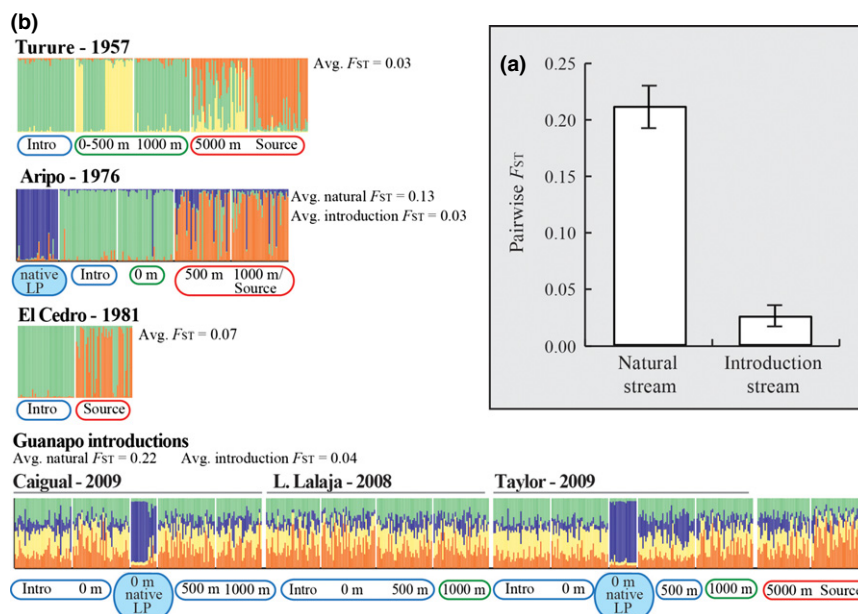 (b)
Turure - 1957
Avg. FST = 0.03
Intro 0-500 m 1000 m 5000 m Source
Aripo - 1976
Avg. natural FST = 0.13
Avg. introduction FST = 0.03
native LP Intro 0 m 500 m 1000 m/ Source
El Cedro - 1981
Avg. FST = 0.07
Intro Source
(a)
Pairwise FST
0.25
0.20
0.15
0.10
0.05
0.00
Natural stream
Introduction stream
Guanapo introductions
Avg. natural FST = 0.22 Avg. introduction FST = 0.04
Caigual - 2009 L. Lalaja - 2008 Taylor - 2009
Intro 0 m 0 m native LP 500 m 1000 m Intro 0 m 500 m 1000 m Intro 0 m 0 m native LP 500 m 1000 m 5000 m Source